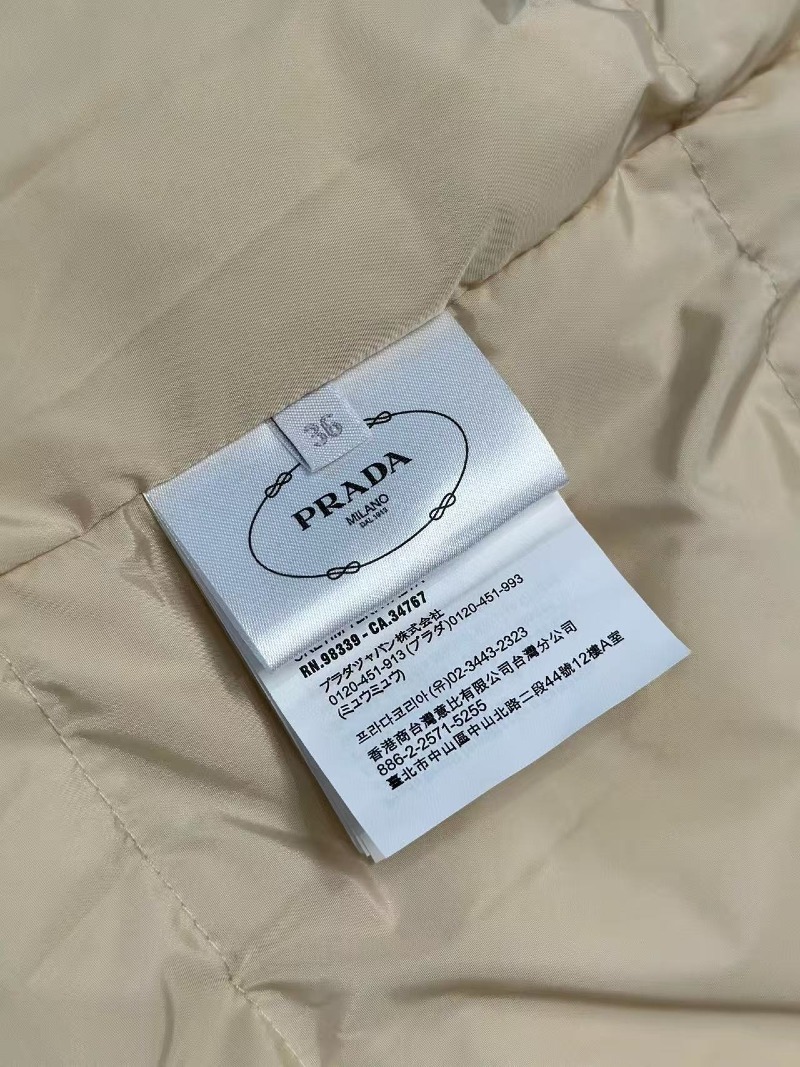 36
PRADA
MILANO
DAL 1913
RN.98339 - CA.34767
プラダジャパン株式会社
0120-451-913 (プラダ)0120-451-993
(ミュウミュウ)
프라다코리아(유)02-3443-2323
香港商台灣意比有限公司台灣分公司
886-2-2571-5255
臺北市中山區中山北路二段44號12樓A室